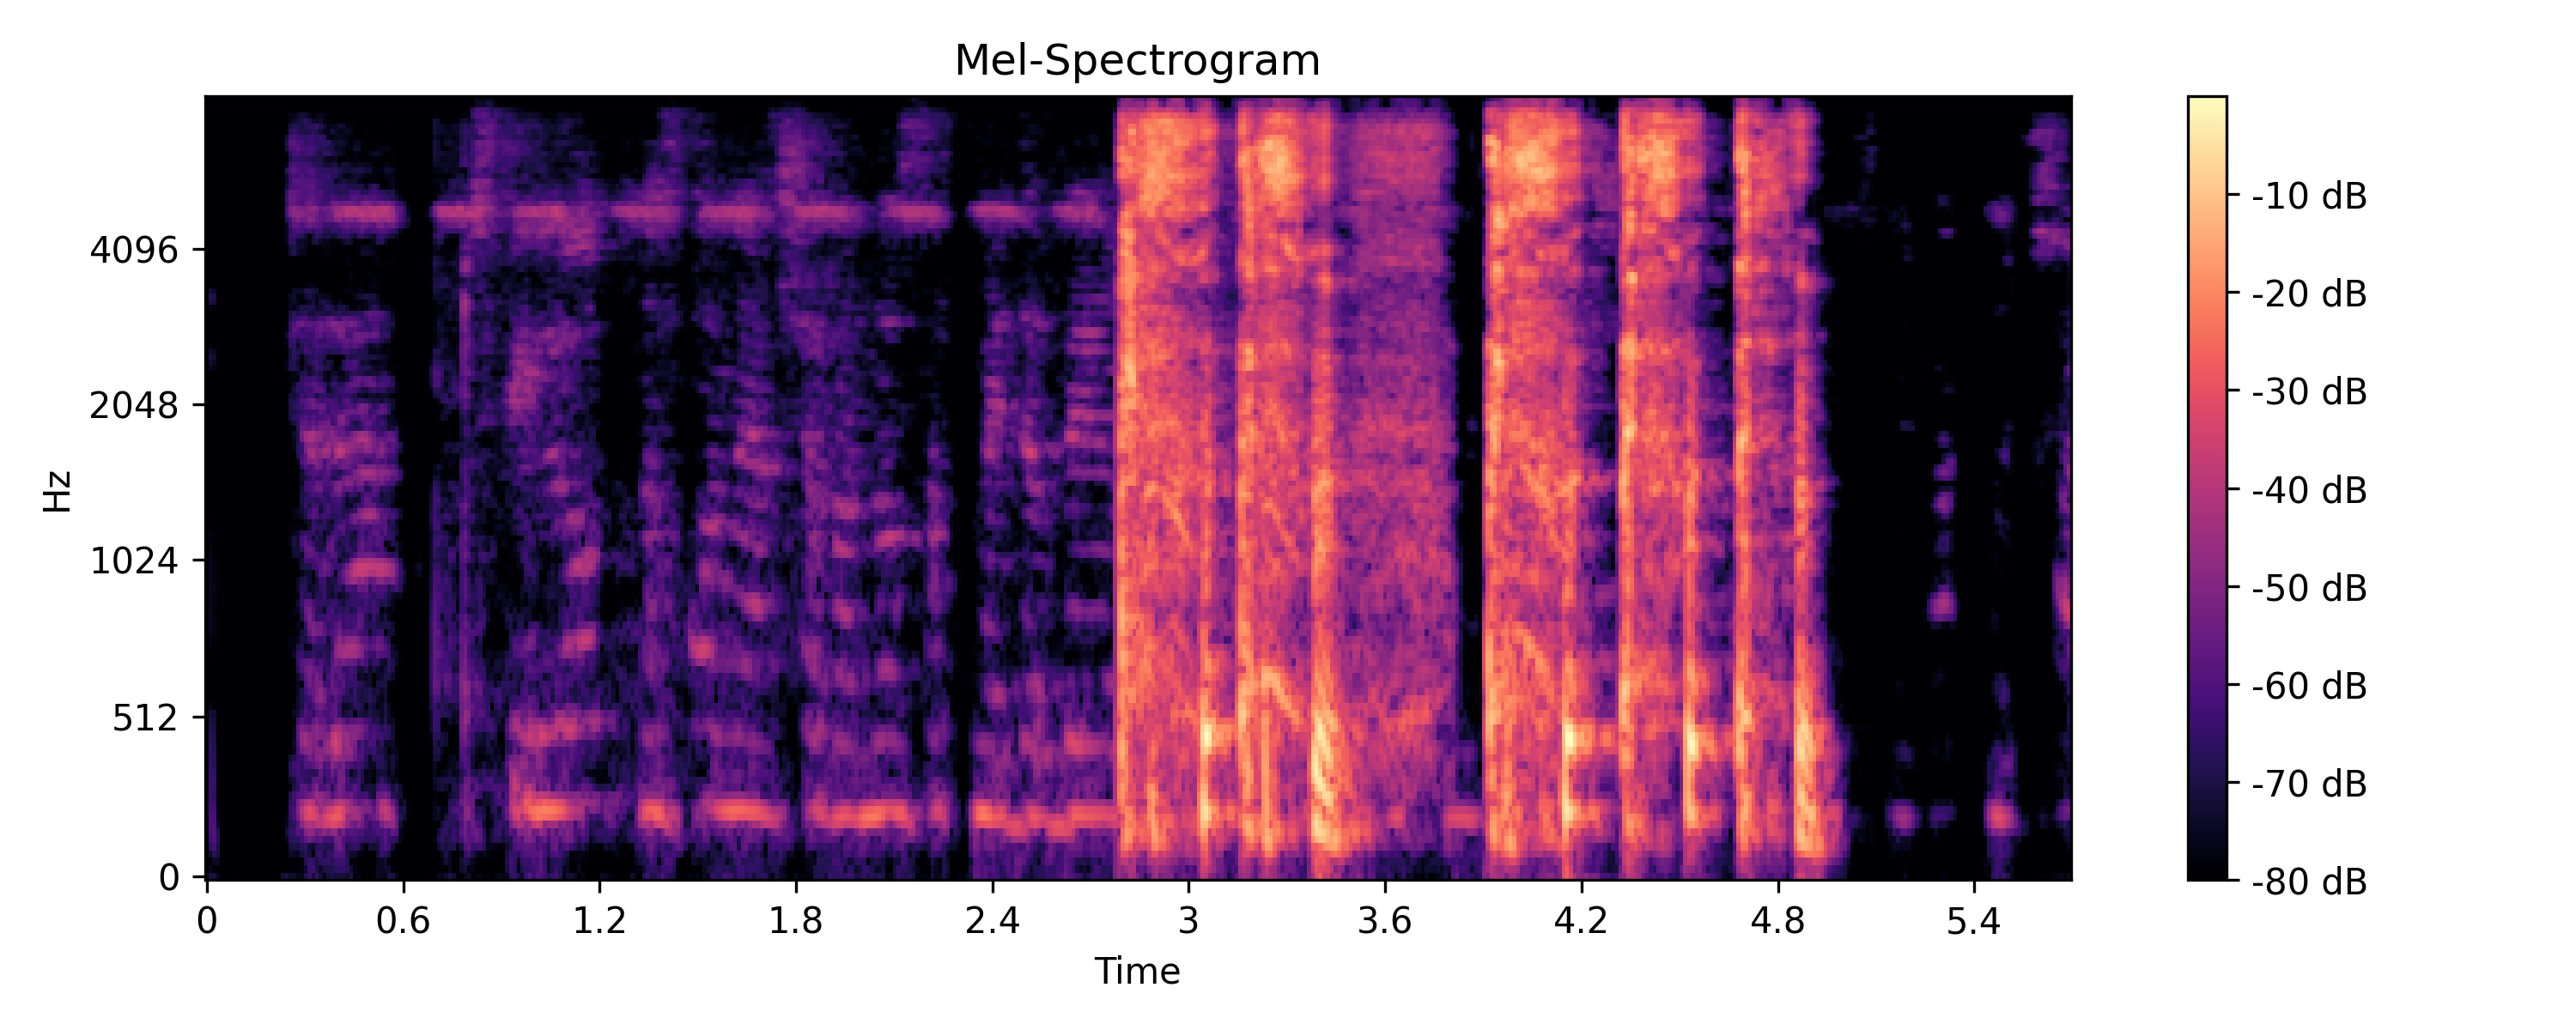 Mel-Spectrogram
Hz
4096
2048
1024
512
0
0 0.6 1.2 1.8 2.4 3 3.6 4.2 4.8 5.4
Time
-10 dB
-20 dB
-30 dB
-40 dB
-50 dB
-60 dB
-70 dB
-80 dB